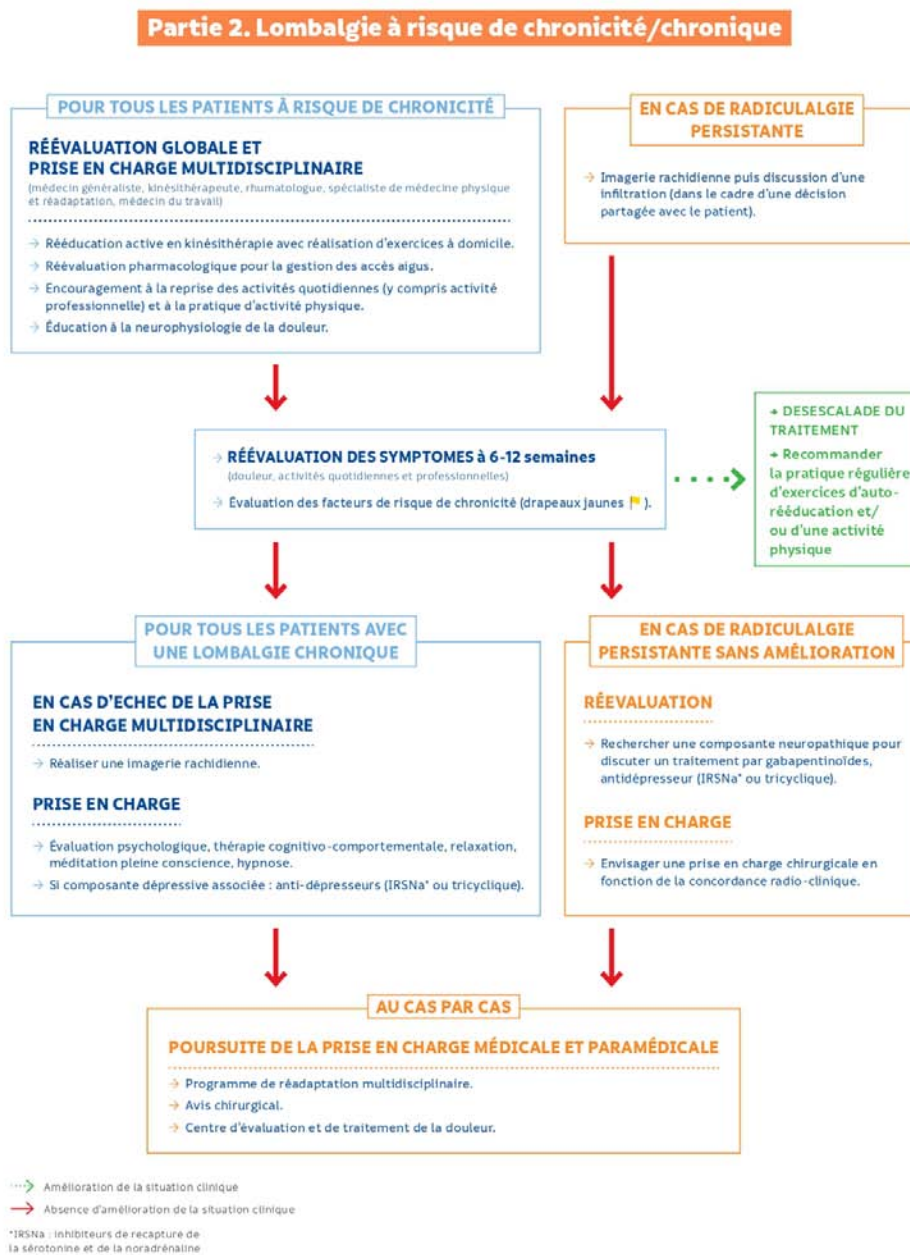 Partie 2. Lombalgie à risque de chronicité/chronique
POUR TOUS LES PATIENTS À RISQUE DE CHRONICITÉ
RÉÉVALUATION GLOBALE ET
PRISE EN CHARGE MULTIDISCIPLINAIRE
(médecin généraliste, kinésithérapeute, rhumatologue, spécialiste de médecine physique
et réadaptation, médecin du travail)
→ Rééducation active en kinésithérapie avec réalisation d'exercices à domicile.
→ Réévaluation pharmacologique pour la gestion des accès aigus.
→ Encouragement à la reprise des activités quotidiennes (y compris activité
professionnelle) et à la pratique d'activité physique.
→ Éducation à la neurophysiologie de la douleur.
EN CAS DE RADICULALGIE
PERSISTANTE
→ Imagerie rachidienne puis discussion d'une
infiltration (dans le cadre d'une décision
partagée avec le patient).
→ RÉÉVALUATION DES SYMPTOMES à 6-12 semaines
(douleur, activités quotidiennes et professionnelles)
→ Évaluation des facteurs de risque de chronicité (drapeaux jaunes ).
→ DESESCALADE DU
TRAITEMENT
→ Recommander
la pratique régulière
d'exercices d'auto-
rééducation et/
ou d'une activité
physique
POUR TOUS LES PATIENTS AVEC
UNE LOMBALGIE CHRONIQUE
EN CAS D'ECHEC DE LA PRISE
EN CHARGE MULTIDISCIPLINAIRE
→ Réaliser une imagerie rachidienne.
PRISE EN CHARGE
→ Évaluation psychologique, thérapie cognitivo-comportementale, relaxation,
méditation pleine conscience, hypnose.
→ Si composante dépressive associée : anti-dépresseurs (IRSNa* ou tricyclique).
EN CAS DE RADICULALGIE
PERSISTANTE SANS AMÉLIORATION
RÉEVALUATION
→ Rechercher une composante neuropathique pour
discuter un traitement par gabapentinoïdes,
antidépresseur (IRSNa* ou tricyclique).
PRISE EN CHARGE
→ Envisager une prise en charge chirurgicale en
fonction de la concordance radio-clinique.
AU CAS PAR CAS
POURSUITE DE LA PRISE EN CHARGE MÉDICALE ET PARAMÉDICALE
→ Programme de réadaptation multidisciplinaire.
→ Avis chirurgical.
→ Centre d'évaluation et de traitement de la douleur.
Amélioration de la situation clinique
Absence d'amélioration de la situation clinique
*IRSNa : inhibiteurs de recapture de
la sérotonine et de la noradrénaline